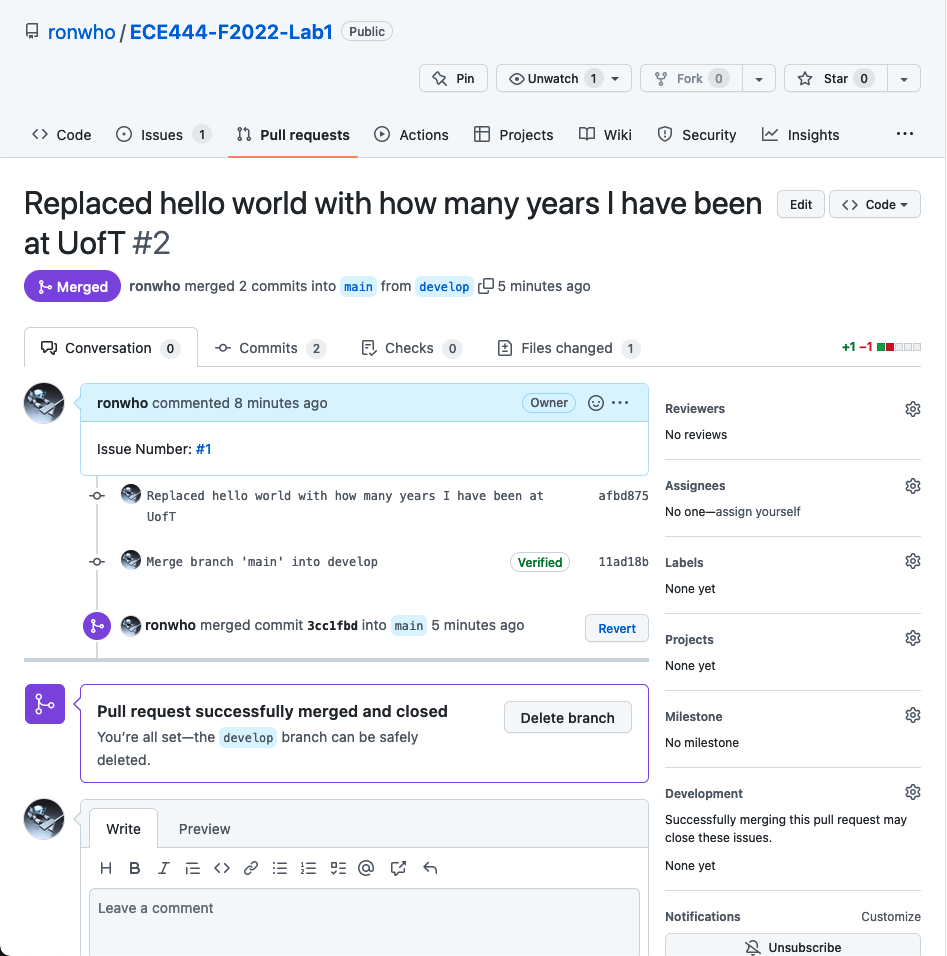 ronwho / ECE444-F2022-Lab1 Public
Pin Unwatch 1 Fork 0 Star 0
Code Issues 1 Pull requests Actions Projects Wiki Security Insights ...
Replaced hello world with how many years I have been
at UofT #2
Edit Code
Merged ronwho merged 2 commits into main from develop 5 minutes ago
Conversation 0 Commits 2 Checks 0 Files changed 1 +1 −1
ronwho commented 8 minutes ago Owner ...
Issue Number: #1
Replaced hello world with how many years I have been at afbd875
UofT
Merge branch 'main' into develop Verified 11ad18b
ronwho merged commit 3cc1fbd into main 5 minutes ago Revert
Pull request successfully merged and closed
You’re all set—the develop branch can be safely
deleted.
Delete branch
Write Preview
H B I @
Leave a comment
Reviewers
No reviews
Assignees
No one—assign yourself
Labels
None yet
Projects
None yet
Milestone
No milestone
Development
Successfully merging this pull request may
close these issues.
None yet
Notifications Customize
Unsubscribe